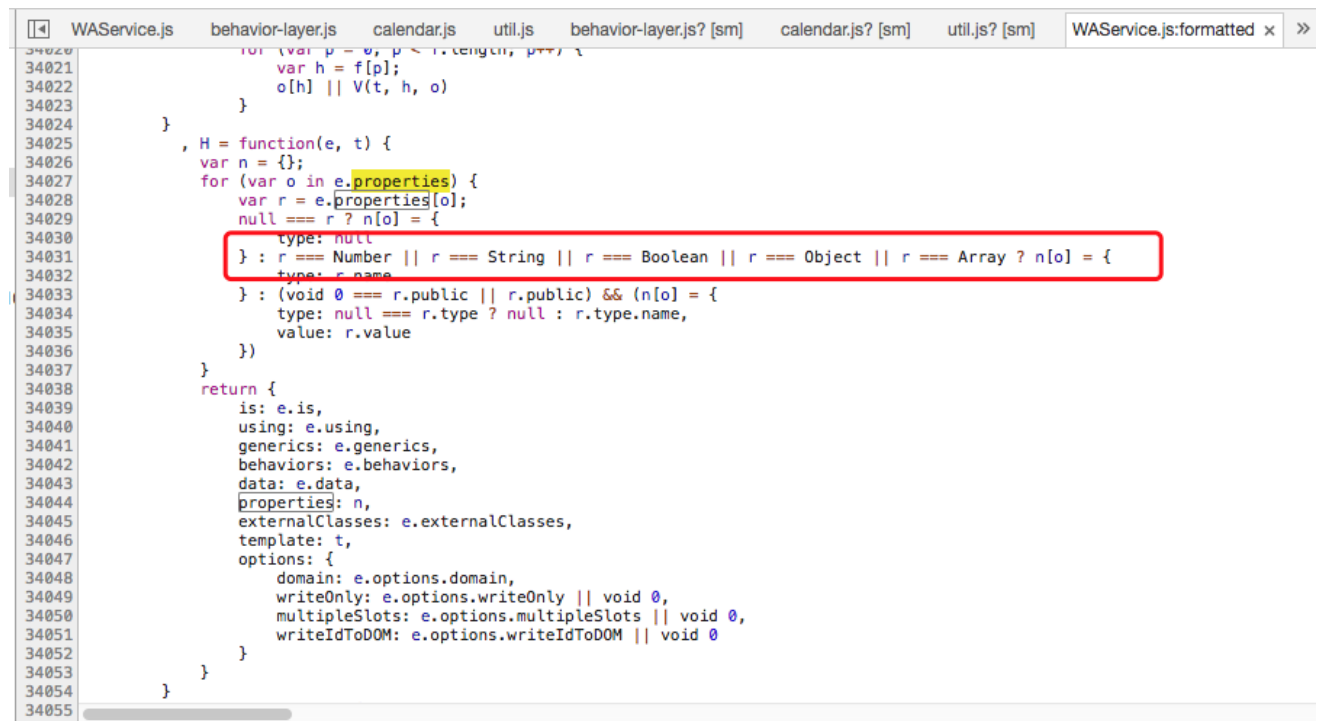 WAService.js behavior-layer.js calendar.js util.js behavior-layer.js? [sm] calendar.js? [sm] util.js? [sm] WAService.js:formatted × »
34020 for (var p = 0, p < f.length, p++) {
34021 var h = f[p];
34022 o[h] || V(t, h, o)
34023 }
34024 }
34025 , H = function(e, t) {
34026 var n = {};
34027 for (var o in e.properties) {
34028 var r = e.properties[o];
34029 null === r ? n[o] = {
34030 type: null
34031 } : r === Number || r === String || r === Boolean || r === Object || r === Array ? n[o] = {
34032 type: r.name
34033 } : (void 0 === r.public || r.public) && (n[o] = {
34034 type: null === r.type ? null : r.type.name,
34035 value: r.value
34036 })
34037 }
34038 return {
34039 is: e.is,
34040 using: e.using,
34041 generics: e.generics,
34042 behaviors: e.behaviors,
34043 data: e.data,
34044 properties: n,
34045 externalClasses: e.externalClasses,
34046 template: t,
34047 options: {
34048 domain: e.options.domain,
34049 writeOnly: e.options.writeOnly || void 0,
34050 multipleSlots: e.options.multipleSlots || void 0,
34051 writeIdToDOM: e.options.writeIdToDOM || void 0
34052 }
34053 }
34054 }
34055